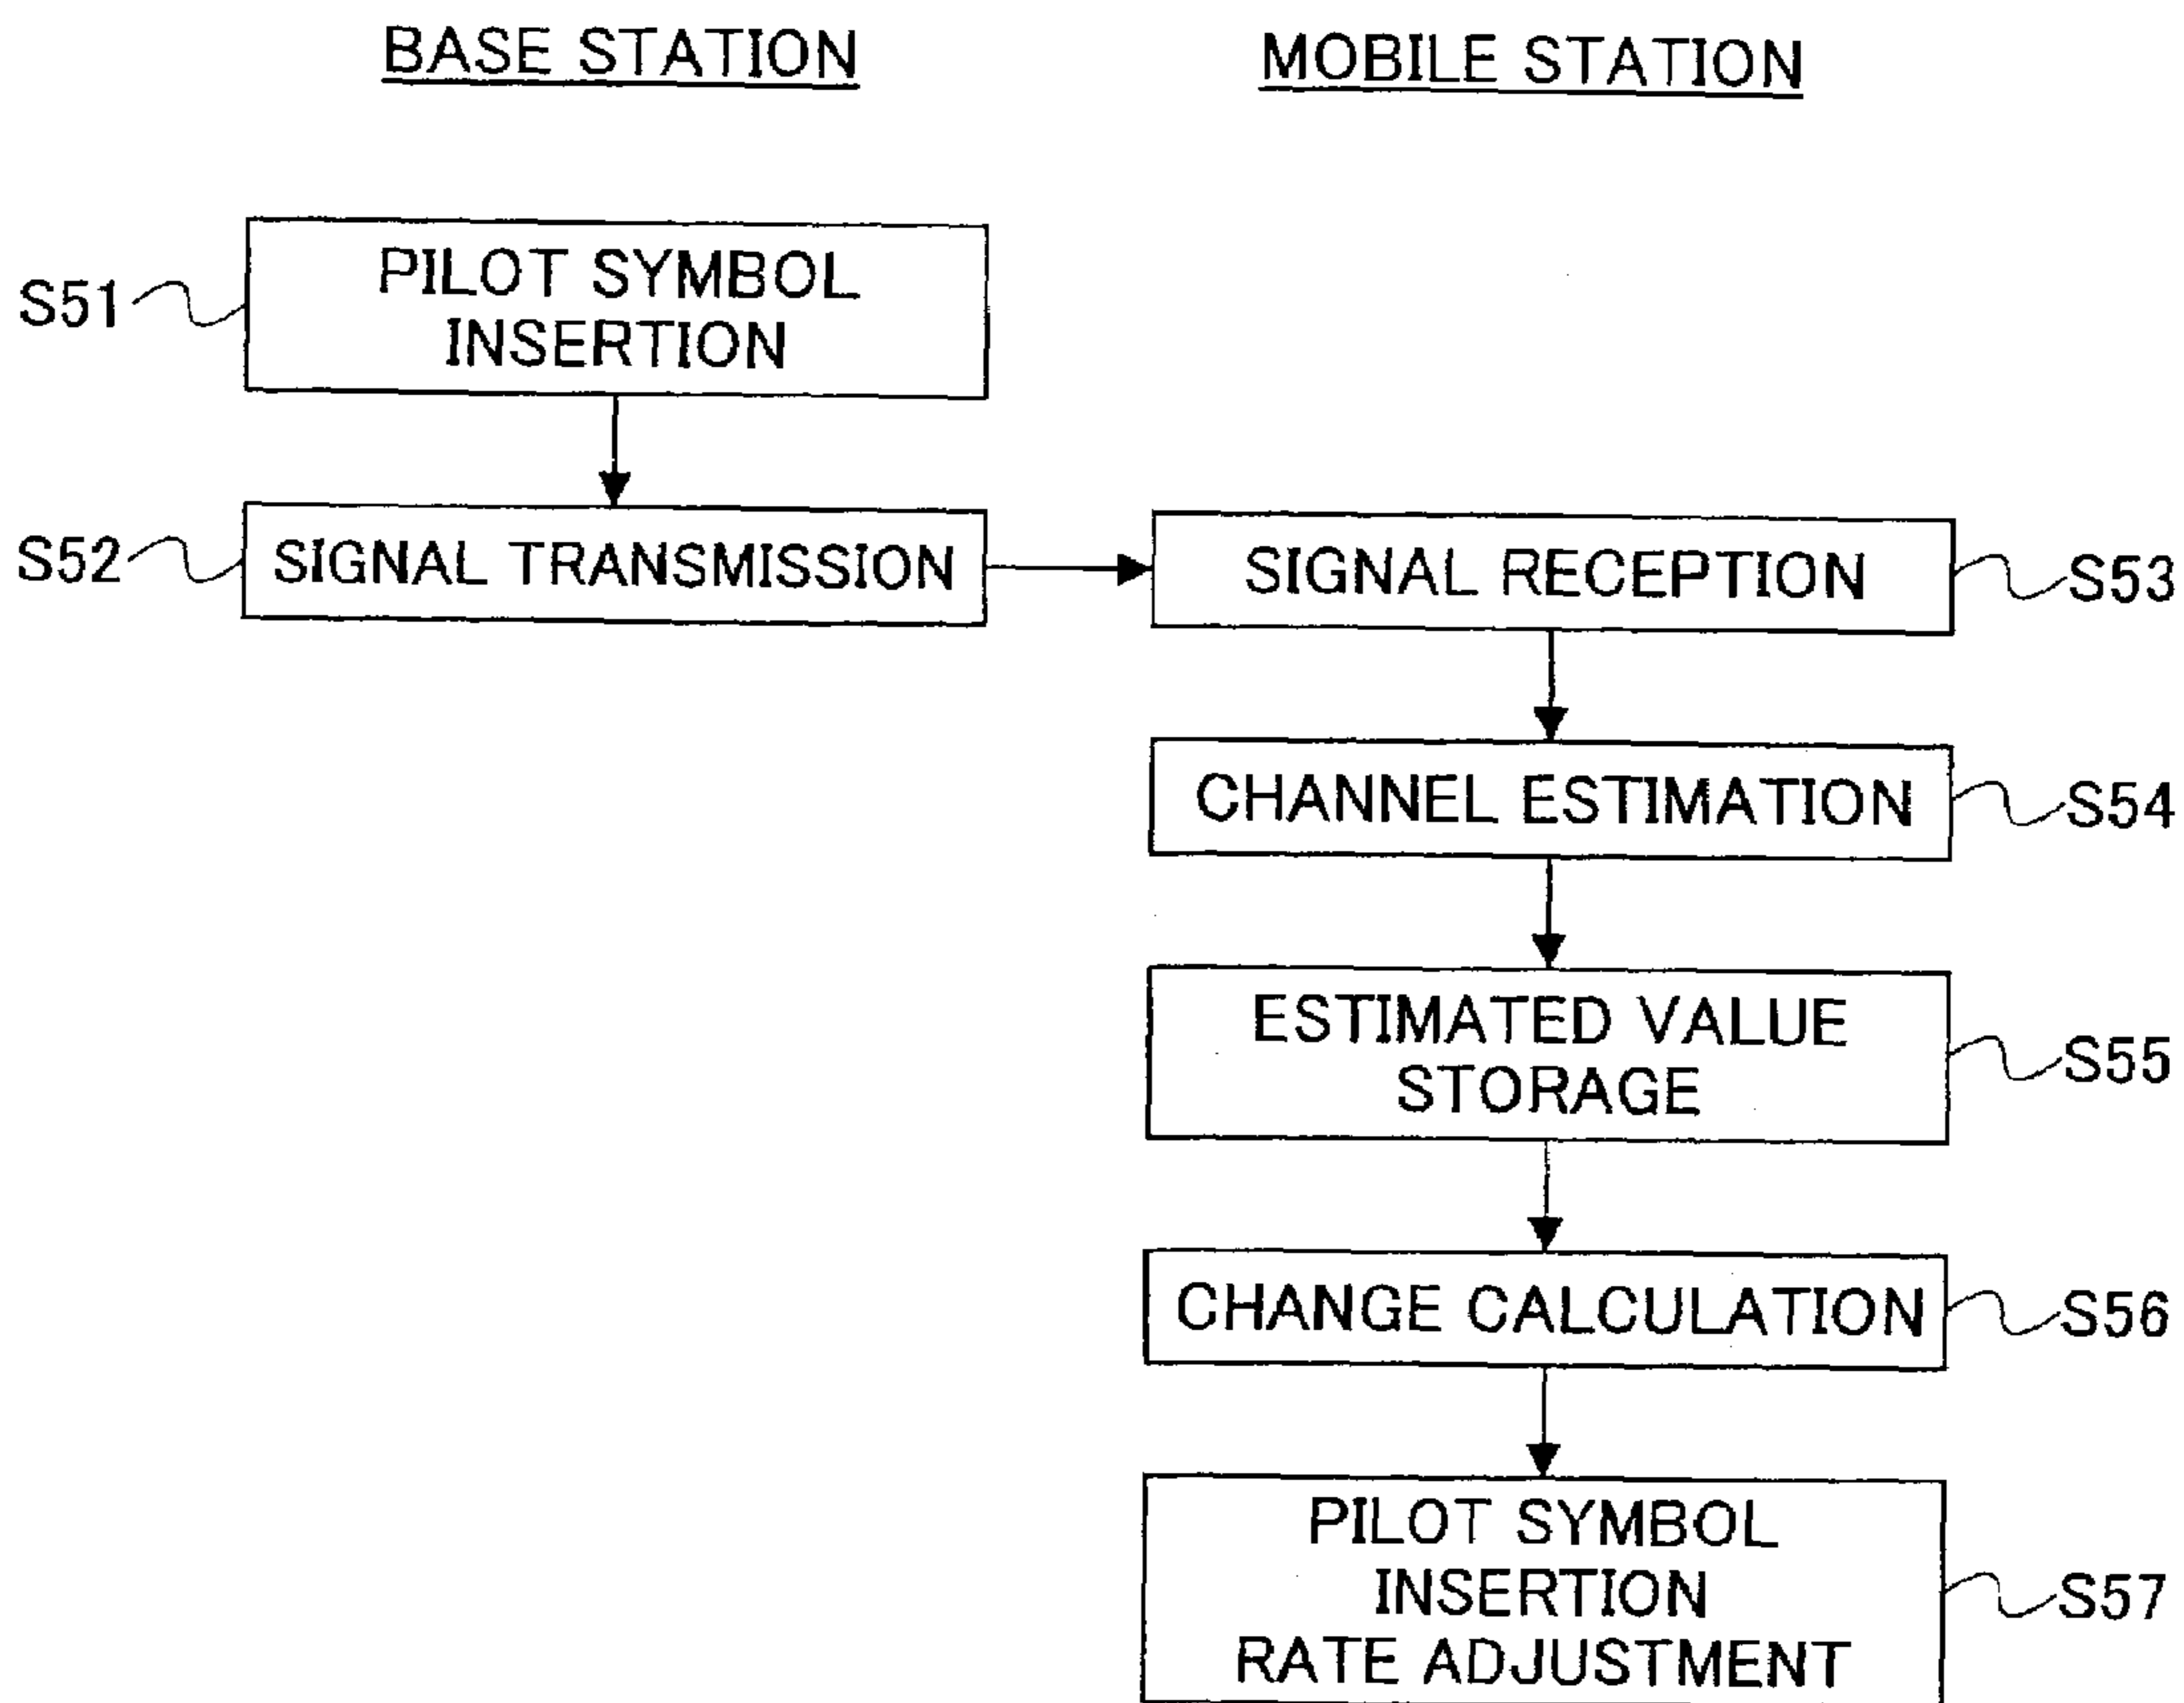 BASE STATION
MOBILE STATION
S51
PILOT SYMBOL
INSERTION
S52
SIGNAL TRANSMISSION
SIGNAL RECEPTION
S53
CHANNEL ESTIMATION
S54
ESTIMATED VALUE
STORAGE
S55
CHANGE CALCULATION
S56
PILOT SYMBOL
INSERTION
RATE ADJUSTMENT
S57